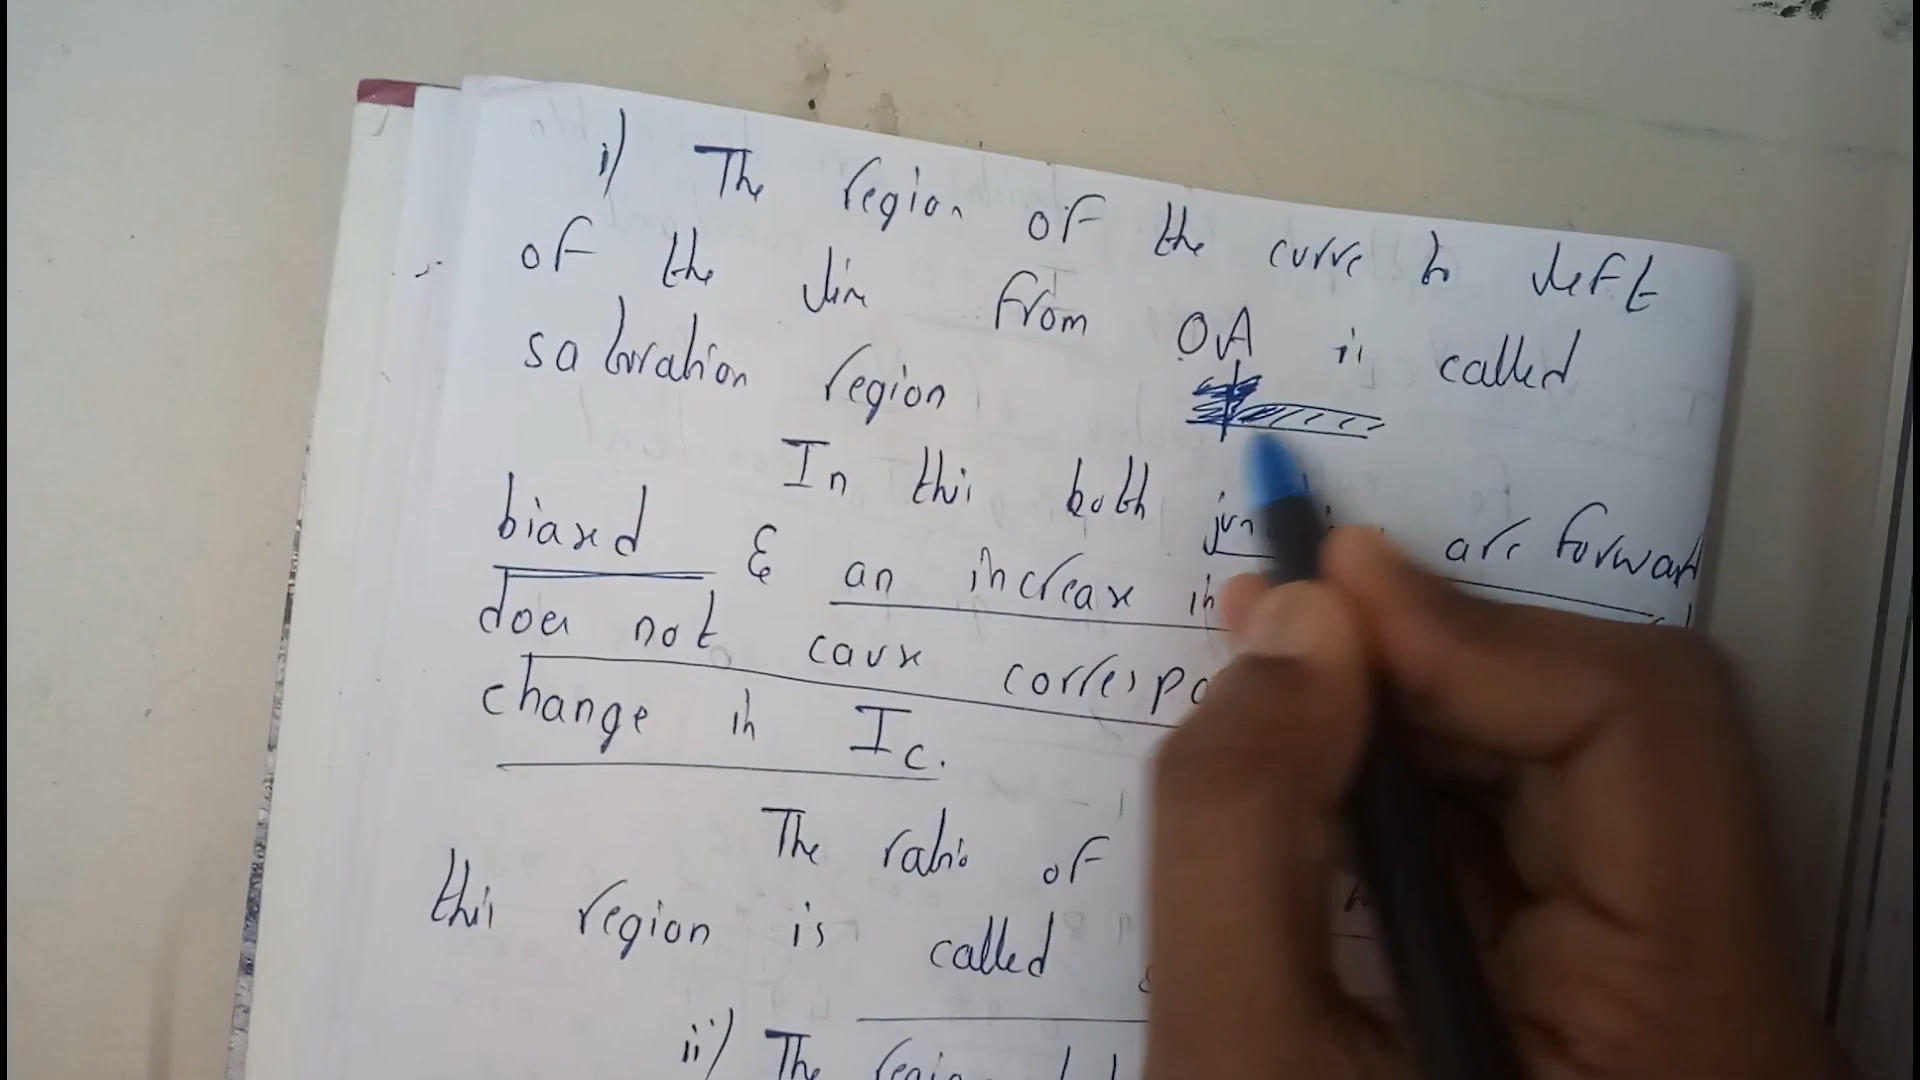 i) The region of the curve to left
of the line from OA is called
saturation region
In this both are forward
biased & an increase in
does not cause
change in Ic.
The ratio of
this region is called
ii) The